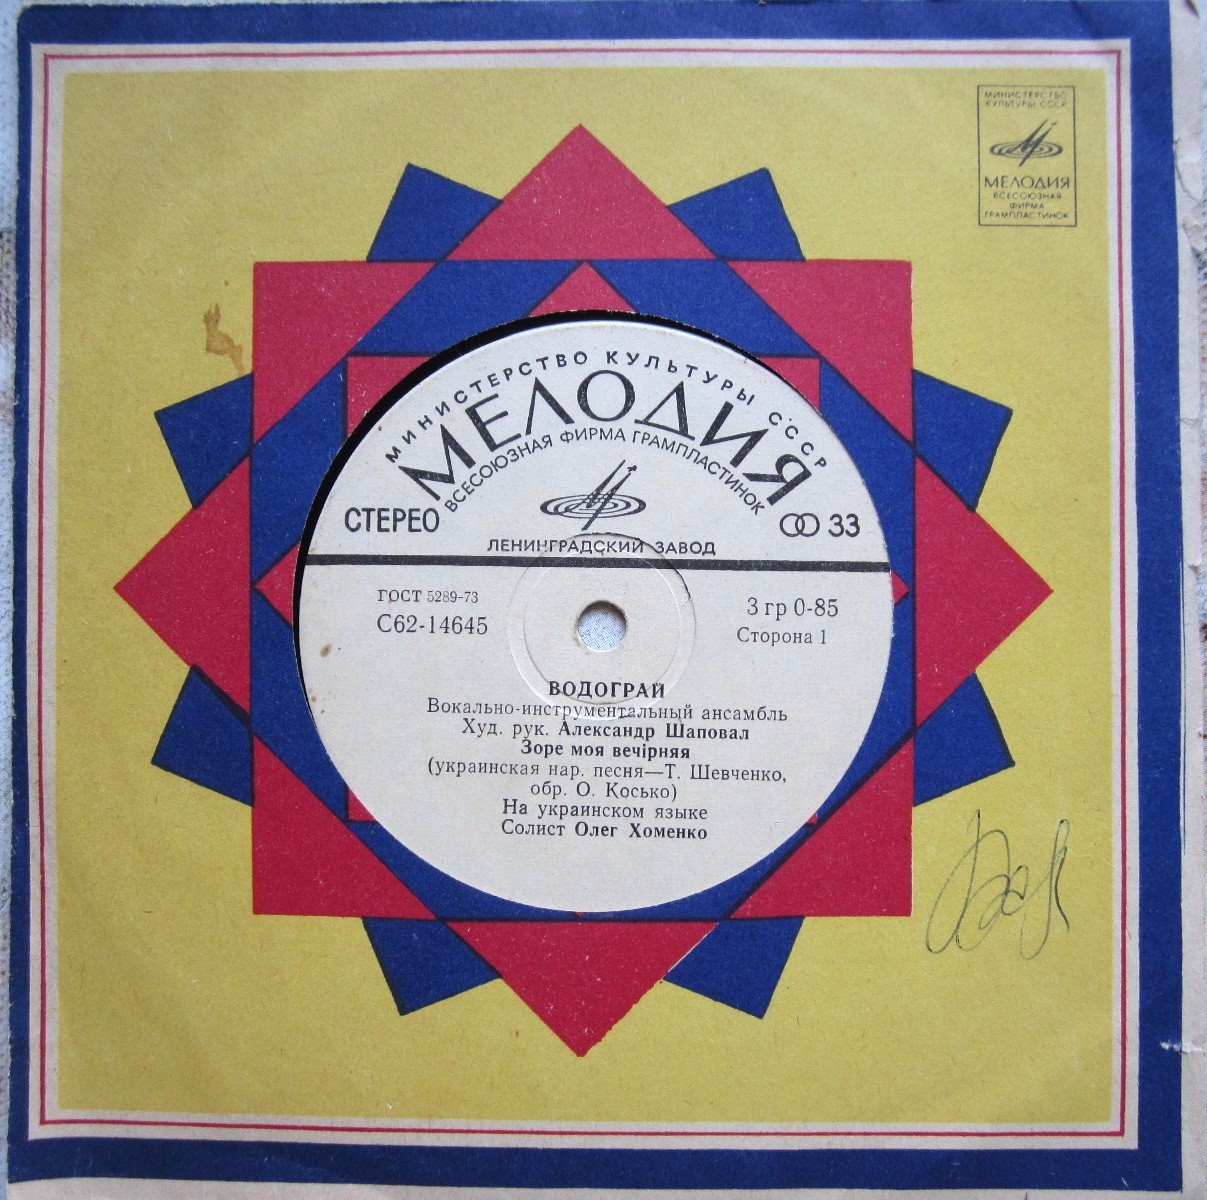 МИНИСТЕРСТВО
КУЛЬТУРЫ СССР
МЕЛОДИЯ
ВСЕСОЮЗНАЯ
ФИРМА
ГРАМПЛАСТИНОК
МИНИСТЕРСТВО КУЛЬТУРЫ СССР
МЕЛОДИЯ
ВСЕСОЮЗНАЯ ФИРМА ГРАМПЛАСТИНОК
СТЕРЕО 33
ЛЕНИНГРАДСКИЙ ЗАВОД
ГОСТ 5289-73
С62-14645
3 гр 0-85
Сторона 1
ВОДОГРАЙ
Вокально-инструментальный ансамбль
Худ. рук. Александр Шаповал
Зоре моя вечірняя
(украинская нар. песня—Т. Шевченко,
обр. О. Косько)
На украинском языке
Солист Олег Хоменко